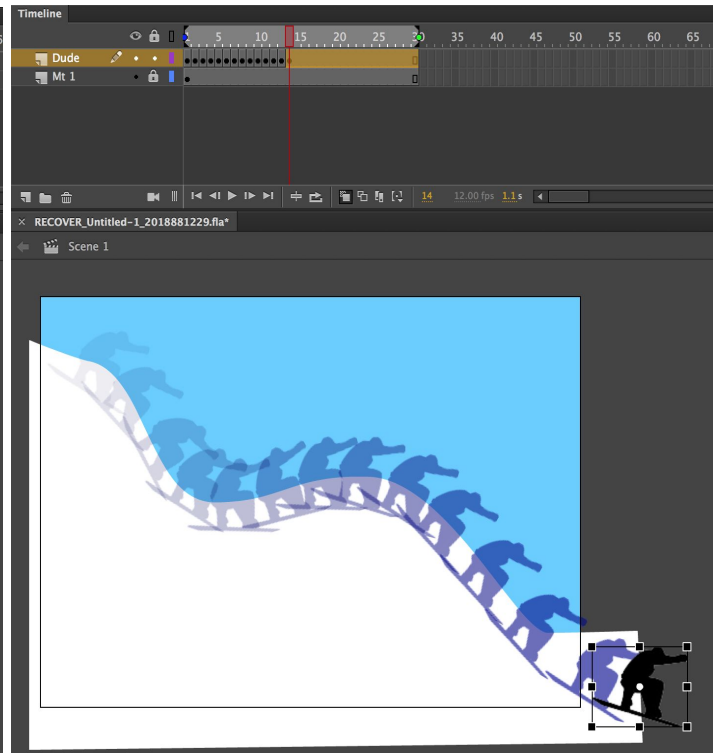 Timeline
5 10 15 20 25 30 35 40 45 50 55 60 65
Dude
Mt 1
14 12.00 fps 1.1 s
× RECOVER_Untitled-1_2018881229.fla*
Scene 1